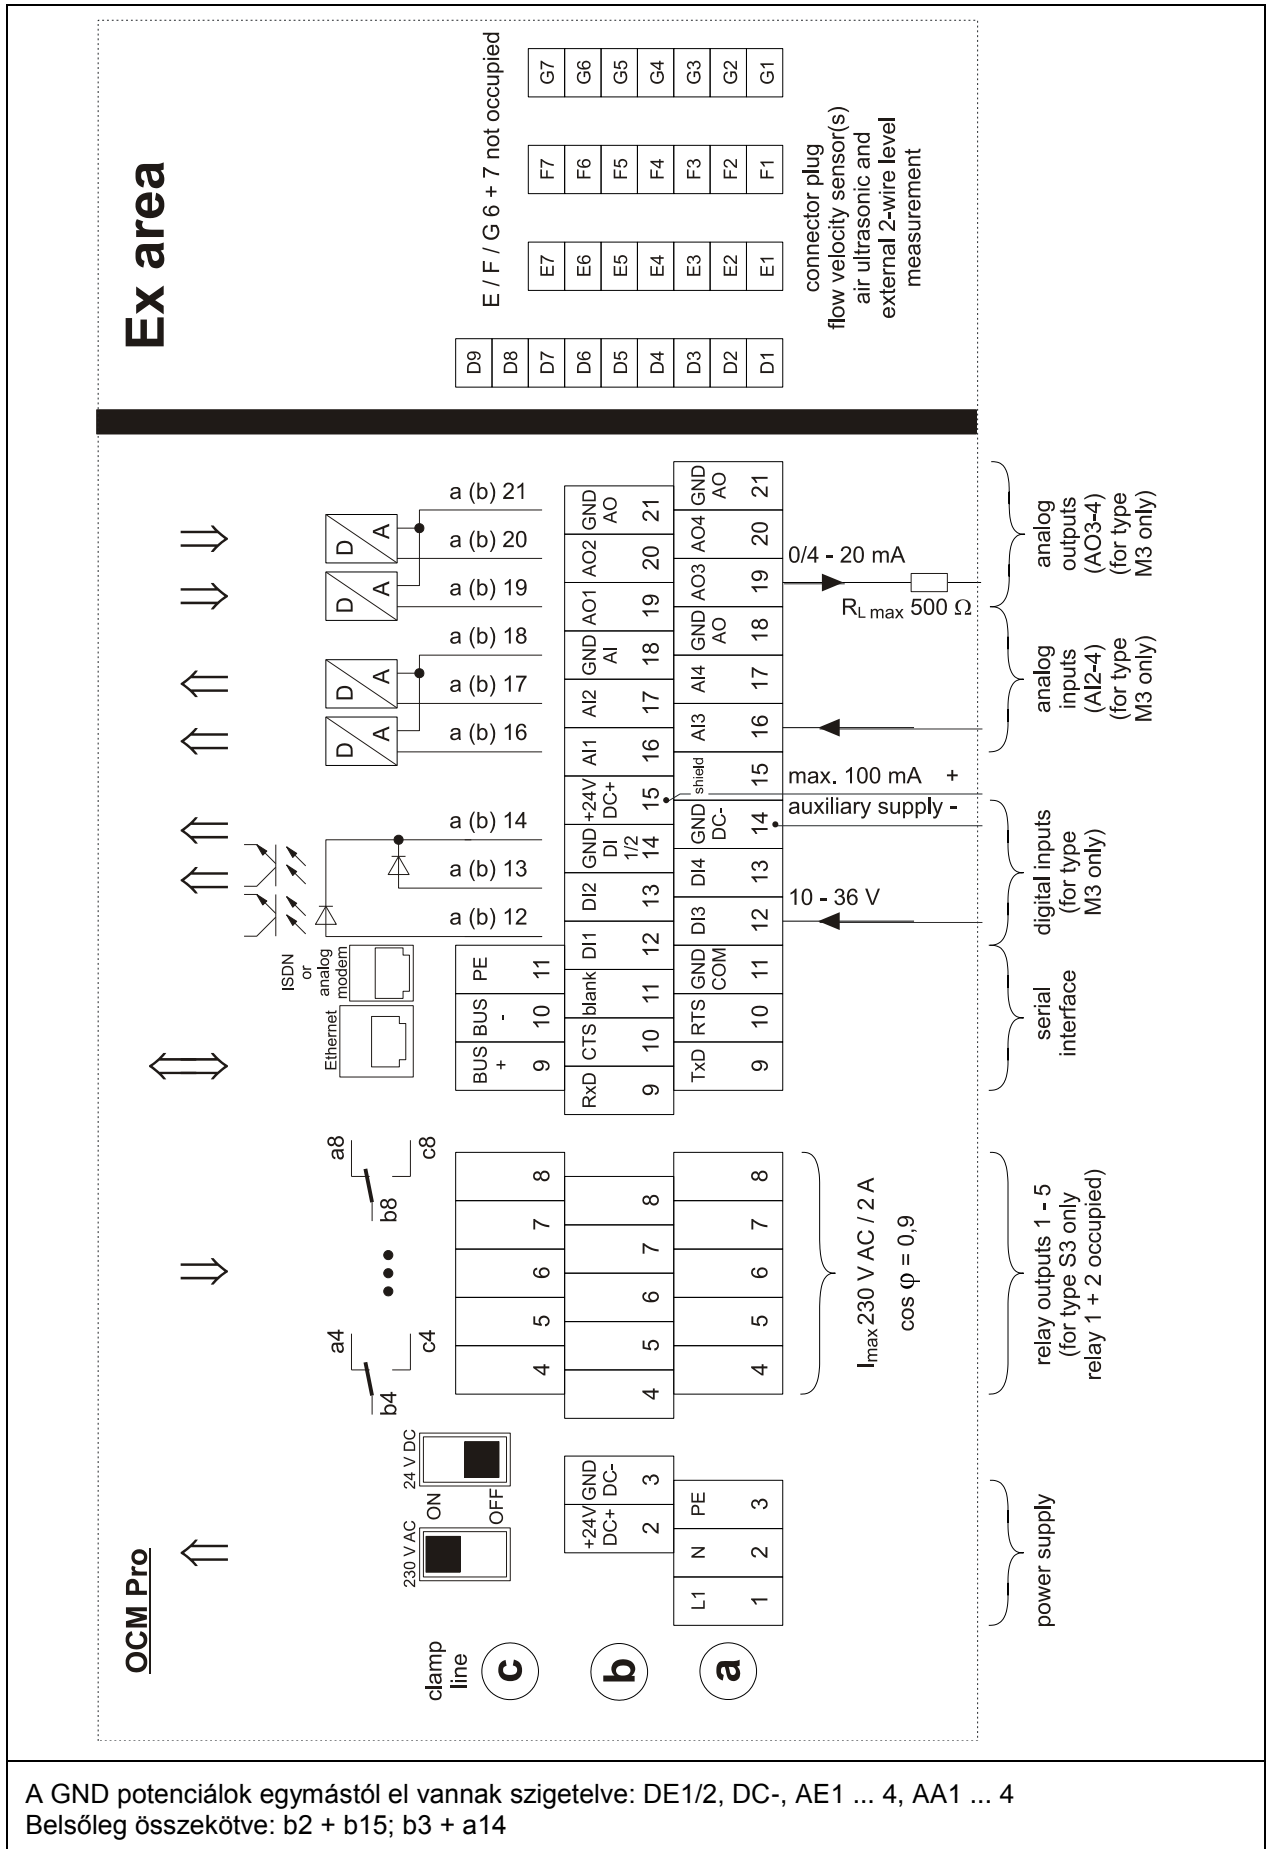 OCM Pro
Ex area
E / F / G 6 + 7 not occupied
D9
D8
D7
D6
D5
D4
D3
D2
D1
E7
E6
E5
E4
E3
E2
E1
F7
F6
F5
F4
F3
F2
F1
G7
G6
G5
G4
G3
G2
G1
connector plug
flow velocity sensor(s)
air ultrasonic and
external 2-wire level
measurement
clamp
line
c
b
a
230 V AC
24 V DC
ON
OFF
a4
b4
c4
a8
b8
c8
Ethernet
ISDN
or
analog
modem
D
A
D
A
D
A
D
A
a (b) 12
a (b) 13
a (b) 14
a (b) 16
a (b) 17
a (b) 18
a (b) 19
a (b) 20
a (b) 21
4
5
6
7
8
BUS
+
9
BUS
-
10
PE
11
+24V
DC+
2
GND
DC-
3
4
5
6
7
8
RxD
9
CTS
10
blank
11
DI1
12
DI2
13
GND
DI
1/2
14
+24V
DC+
15
AI1
16
AI2
17
GND
AI
18
AO1
19
AO2
20
GND
AO
21
L1
1
N
2
PE
3
4
5
6
7
8
TxD
9
RTS
10
GND
COM
11
DI3
12
DI4
13
GND
DC-
14
shield
15
AI3
16
AI4
17
GND
AO
18
AO3
19
AO4
20
GND
AO
21
Imax 230 V AC / 2 A
cos φ = 0,9
10 - 36 V
max. 100 mA +
auxiliary supply -
0/4 - 20 mA
RL max 500 Ω
power supply
relay outputs 1 - 5
(for type S3 only
relay 1 + 2 occupied)
serial
interface
digital inputs
(for type
M3 only)
analog
inputs
(AI2-4)
(for type
M3 only)
analog
outputs
(AO3-4)
(for type
M3 only)
A GND potenciálok egymástól el vannak szigetelve: DE1/2, DC-, AE1 ... 4, AA1 ... 4
Belsőleg összekötve: b2 + b15; b3 + a14